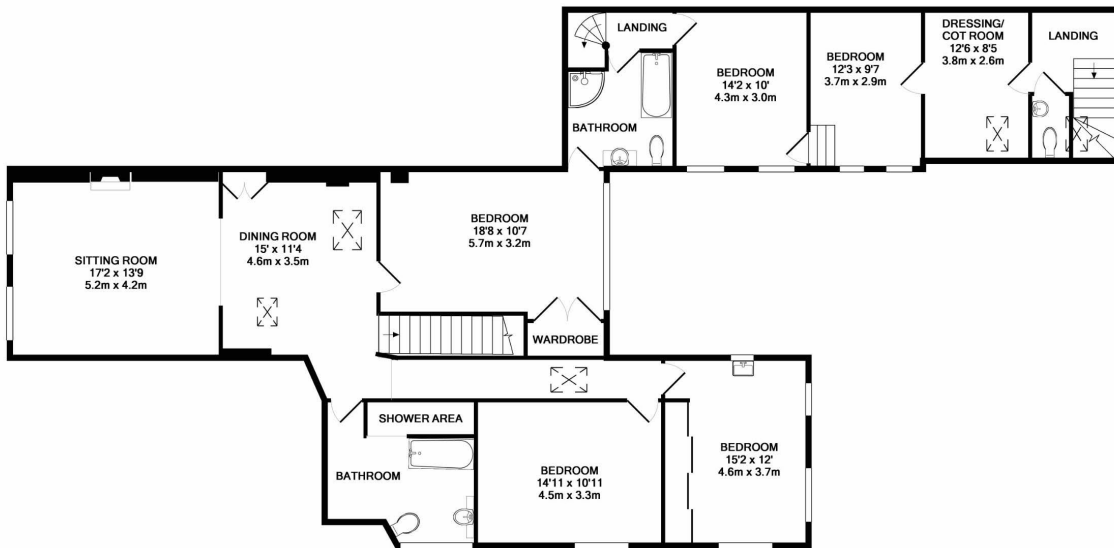 LANDING
BEDROOM
14'2 x 10'
4.3m x 3.0m
BEDROOM
12'3 x 9'7
3.7m x 2.9m
DRESSING/
COT ROOM
12'6 x 8'5
3.8m x 2.6m
LANDING
BATHROOM
SITTING ROOM
17'2 x 13'9
5.2m x 4.2m
DINING ROOM
15' x 11'4
4.6m x 3.5m
BEDROOM
18'8 x 10'7
5.7m x 3.2m
WARDROBE
SHOWER AREA
BATHROOM
BEDROOM
14'11 x 10'11
4.5m x 3.3m
BEDROOM
15'2 x 12'
4.6m x 3.7m